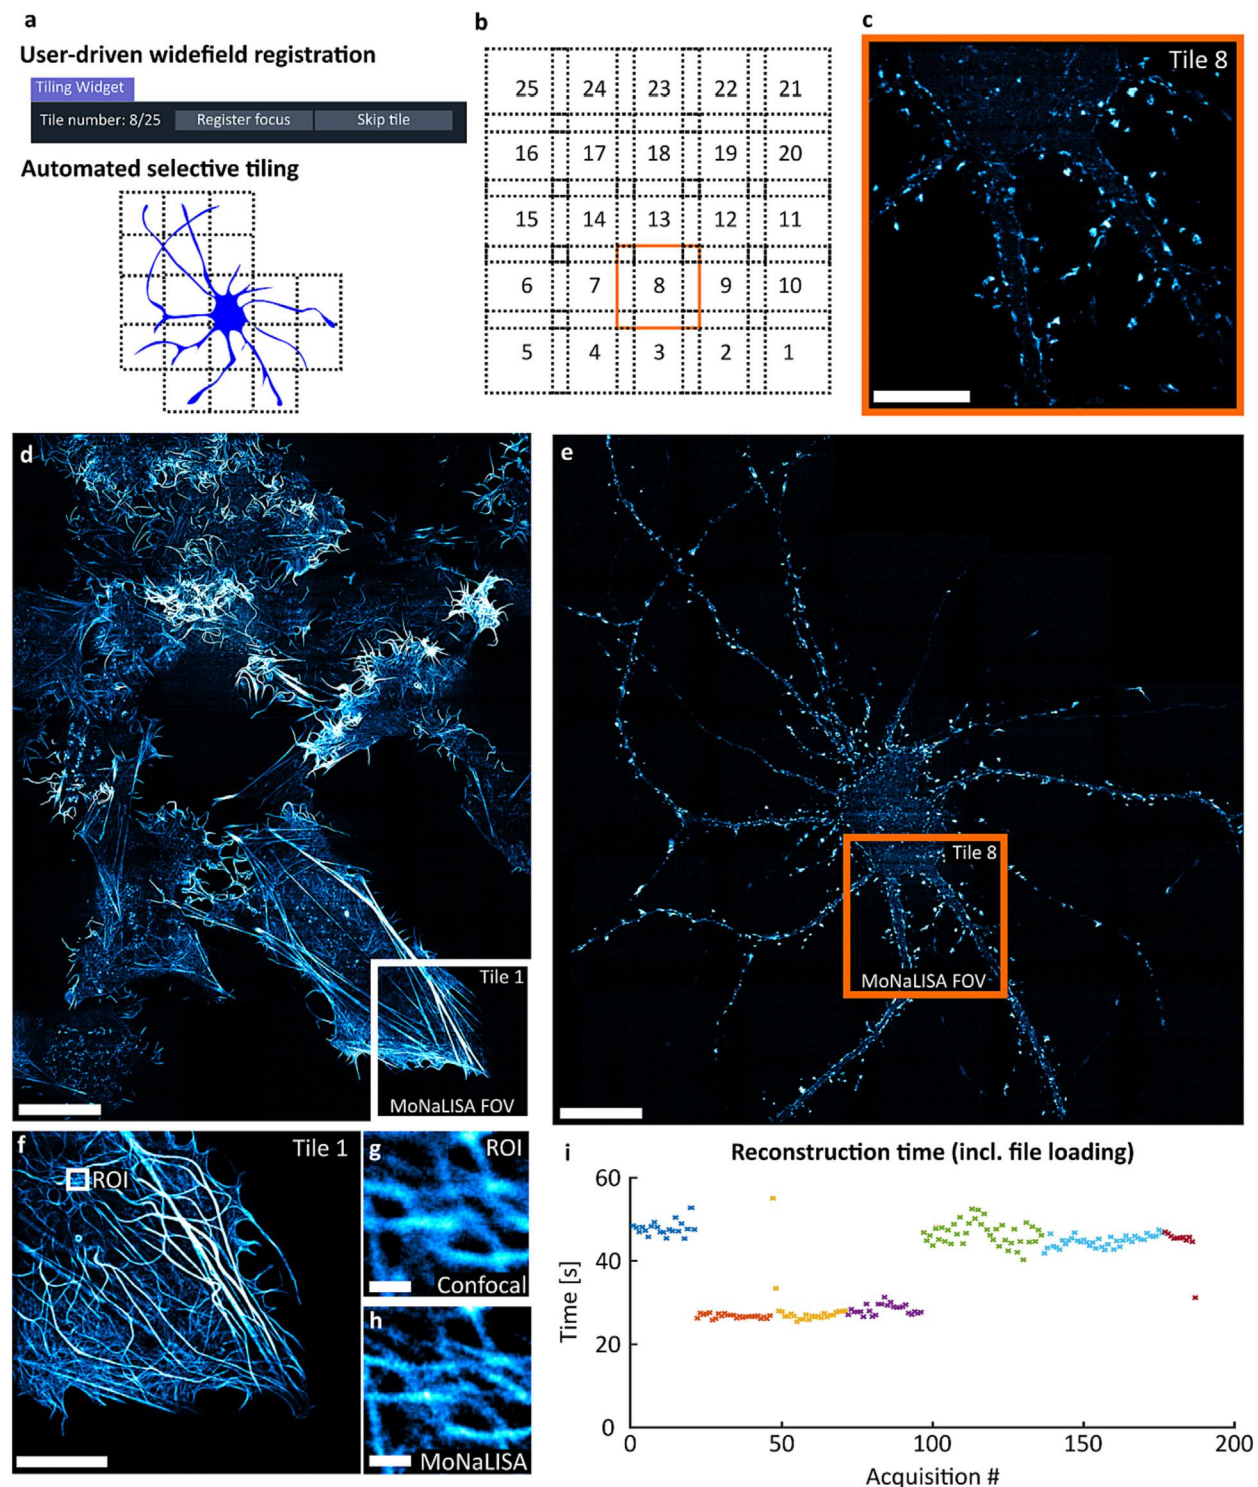 a
User-driven widefield registration
Tiling Widget
Tile number: 8/25 Register focus Skip tile
Automated selective tiling
b
25 24 23 22 21
16 17 18 19 20
15 14 13 12 11
6 7 8 9 10
5 4 3 2 1
c
Tile 8
d
Tile 1
MoNaLISA FOV
e
Tile 8
MoNaLISA FOV
f
Tile 1
ROI
g
ROI
Confocal
h
MoNaLISA
i
Reconstruction time (incl. file loading)
60
40
20
0
Time [s]
0 50 100 150 200
Acquisition #